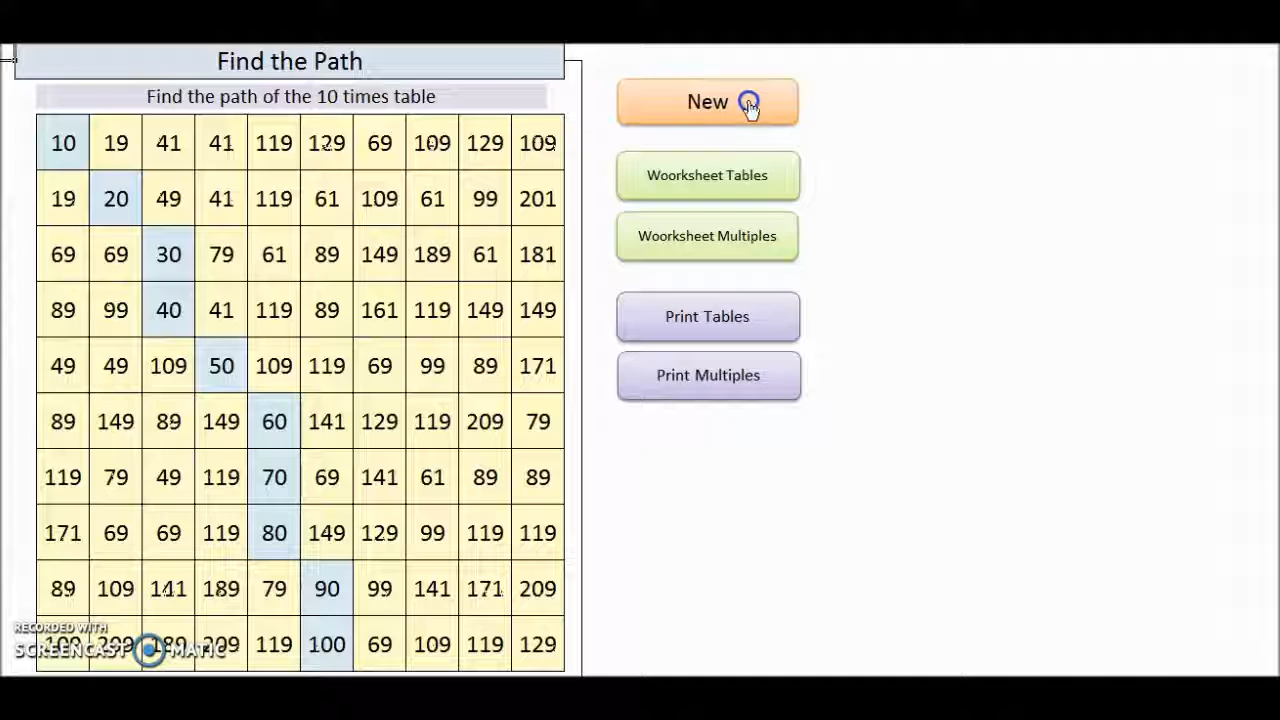 Find the Path
Find the path of the 10 times table
10 19 41 41 119 129 69 109 129 109
19 20 49 41 119 61 109 61 99 201
69 69 30 79 61 89 149 189 61 181
89 99 40 41 119 89 161 119 149 149
49 49 109 50 109 119 69 99 89 171
89 149 89 149 60 141 129 119 209 79
119 79 49 119 70 69 141 61 89 89
171 69 69 119 80 149 129 99 119 119
89 109 141 189 79 90 99 141 171 209
109 209 189 209 119 100 69 109 119 129
RECORDED WITH
SCREENCAST MATIC
New
Woorksheet Tables
Woorksheet Multiples
Print Tables
Print Multiples